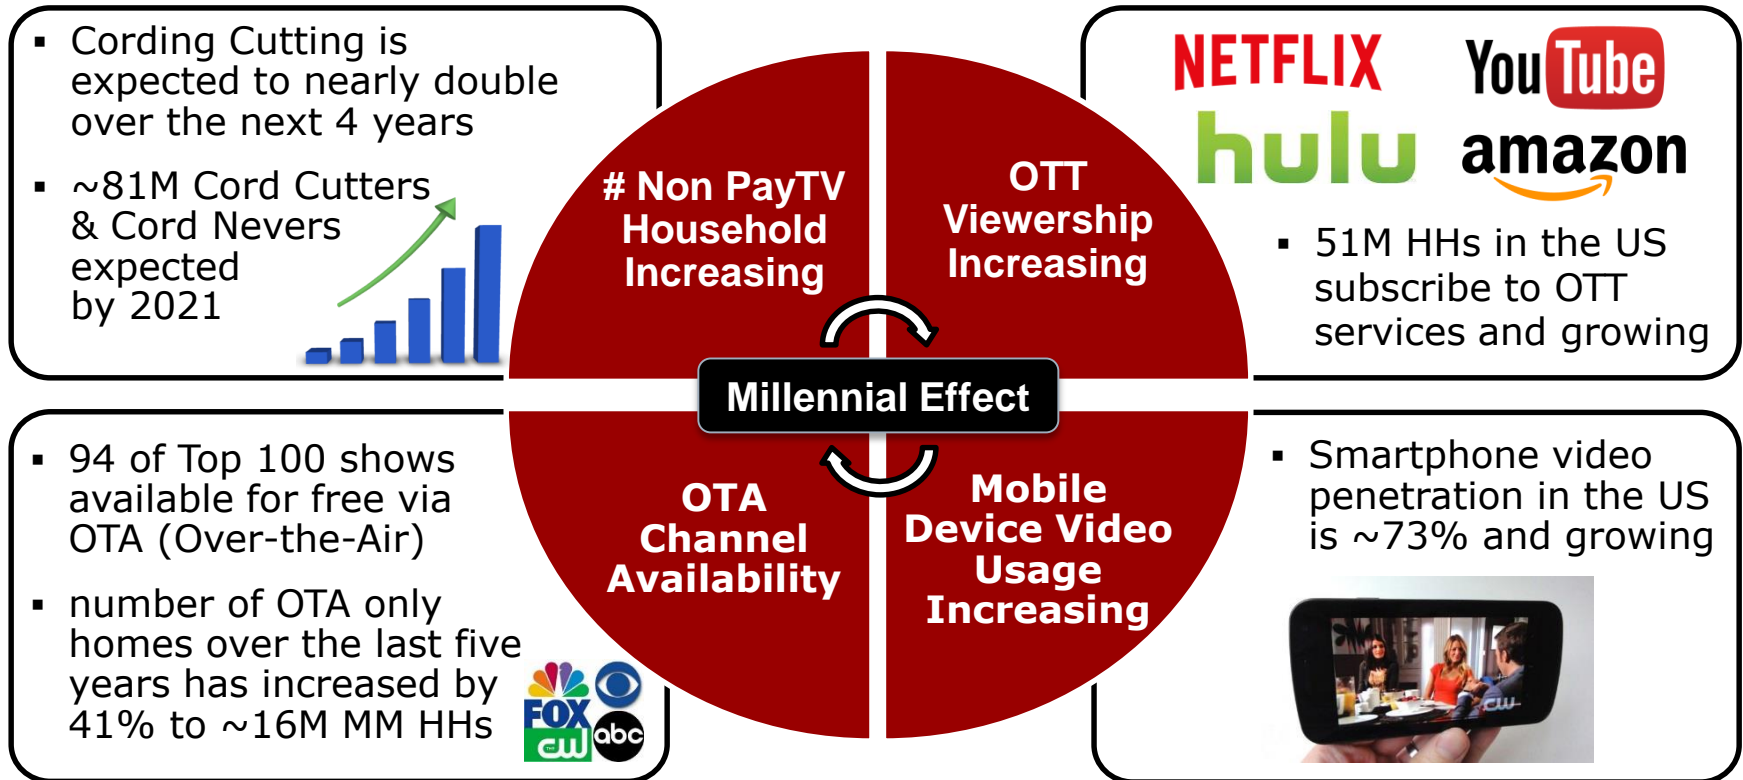 ▪ Cording Cutting is
expected to nearly double
over the next 4 years
▪ ~81M Cord Cutters
& Cord Nevers
expected
by 2021
# Non PayTV
Household
Increasing
OTT
Viewership
Increasing
NETFLIX
YouTube
hulu
amazon
▪ 51M HHs in the US
subscribe to OTT
services and growing
Millennial Effect
▪ 94 of Top 100 shows
available for free via
OTA (Over-the-Air)
▪ number of OTA only
homes over the last five
years has increased by
41% to ~16M MM HHs
FOX
THE CW
abc
OTA
Channel
Availability
Mobile
Device Video
Usage
Increasing
▪ Smartphone video
penetration in the US
is ~73% and growing
CW